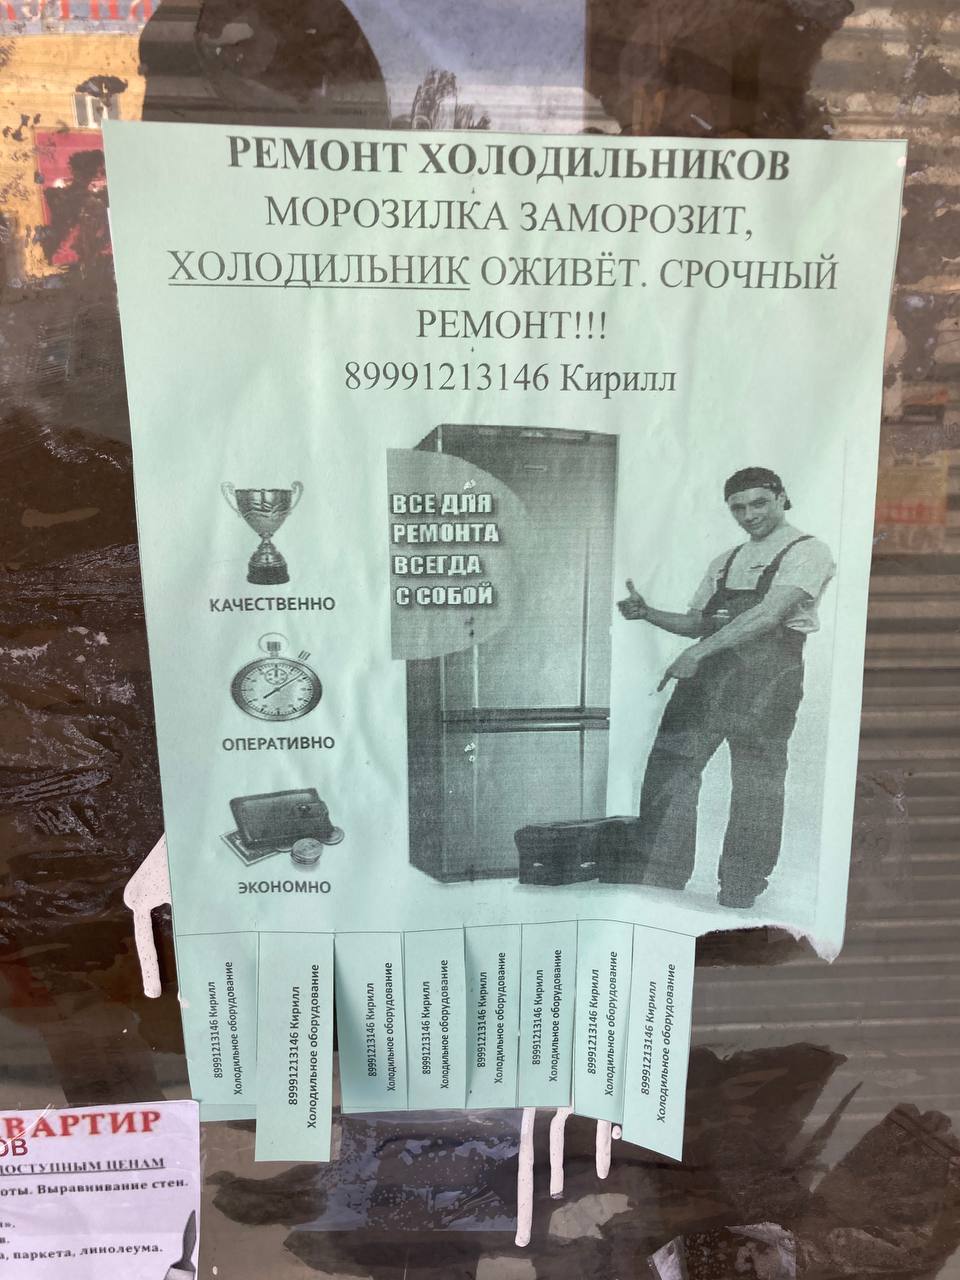 РЕМОНТ ХОЛОДИЛЬНИКОВ
МОРОЗИЛКА ЗАМОРОЗИТ,
ХОЛОДИЛЬНИК ОЖИВЁТ. СРОЧНЫЙ
РЕМОНТ!!!
89991213146 Кирилл
ВСЕ ДЛЯ
РЕМОНТА
ВСЕГДА
С СОБОЙ
КАЧЕСТВЕННО
ОПЕРАТИВНО
ЭКОНОМНО
89991213146 Кирилл
Холодильное оборудование
89991213146 Кирилл
Холодильное оборудование
89991213146 Кирилл
Холодильное оборудование
89991213146 Кирилл
Холодильное оборудование
89991213146 Кирилл
Холодильное оборудование
89991213146 Кирилл
Холодильное оборудование
89991213146 Кирилл
Холодильное оборудование
89991213146 Кирилл
Холодильное оборудование
ВАРТИР
ОВ
ДОСТУПНЫМ ЦЕНАМ
оты. Выравнивание стен.
а, паркета, линолеума.